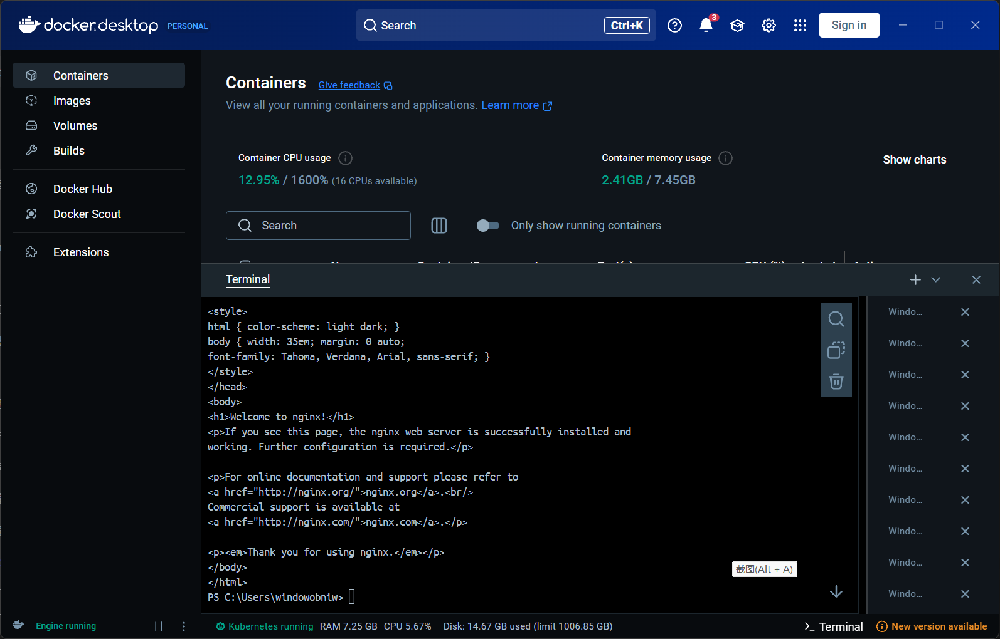 docker desktop PERSONAL
Search Ctrl+K
3
Sign in
Containers
Images
Volumes
Builds
Docker Hub
Docker Scout
Extensions
Containers Give feedback
View all your running containers and applications. Learn more
Container CPU usage
12.95% / 1600% (16 CPUs available)
Container memory usage
2.41GB / 7.45GB
Show charts
Search
Only show running containers
Terminal
<style>
html { color-scheme: light dark; }
body { width: 35em; margin: 0 auto;
font-family: Tahoma, Verdana, Arial, sans-serif; }
</style>
</head>
<body>
<h1>Welcome to nginx!</h1>
<p>If you see this page, the nginx web server is successfully installed and
working. Further configuration is required.</p>
<p>For online documentation and support please refer to
<a href="http://nginx.org/">nginx.org</a>.<br/>
Commercial support is available at
<a href="http://nginx.com/">nginx.com</a>.</p>
<p><em>Thank you for using nginx.</em></p>
</body>
</html>
PS C:\Users\windowobniw>
截图(Alt + A)
Windo...
Windo...
Windo...
Windo...
Windo...
Windo...
Windo...
Windo...
Windo...
Windo...
Engine running
Kubernetes running RAM 7.25 GB CPU 5.67% Disk: 14.67 GB used (limit 1006.85 GB)
Terminal
New version available